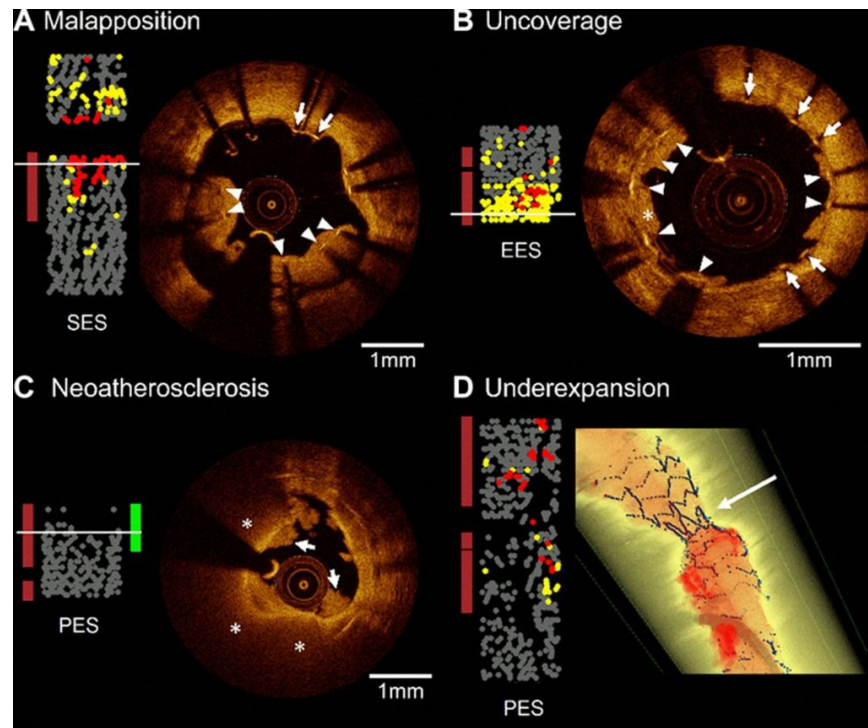 A Malapposition
SES
1mm
B Uncoverage
EES
*
1mm
C Neoatherosclerosis
PES
*
*
*
1mm
D Underexpansion
PES